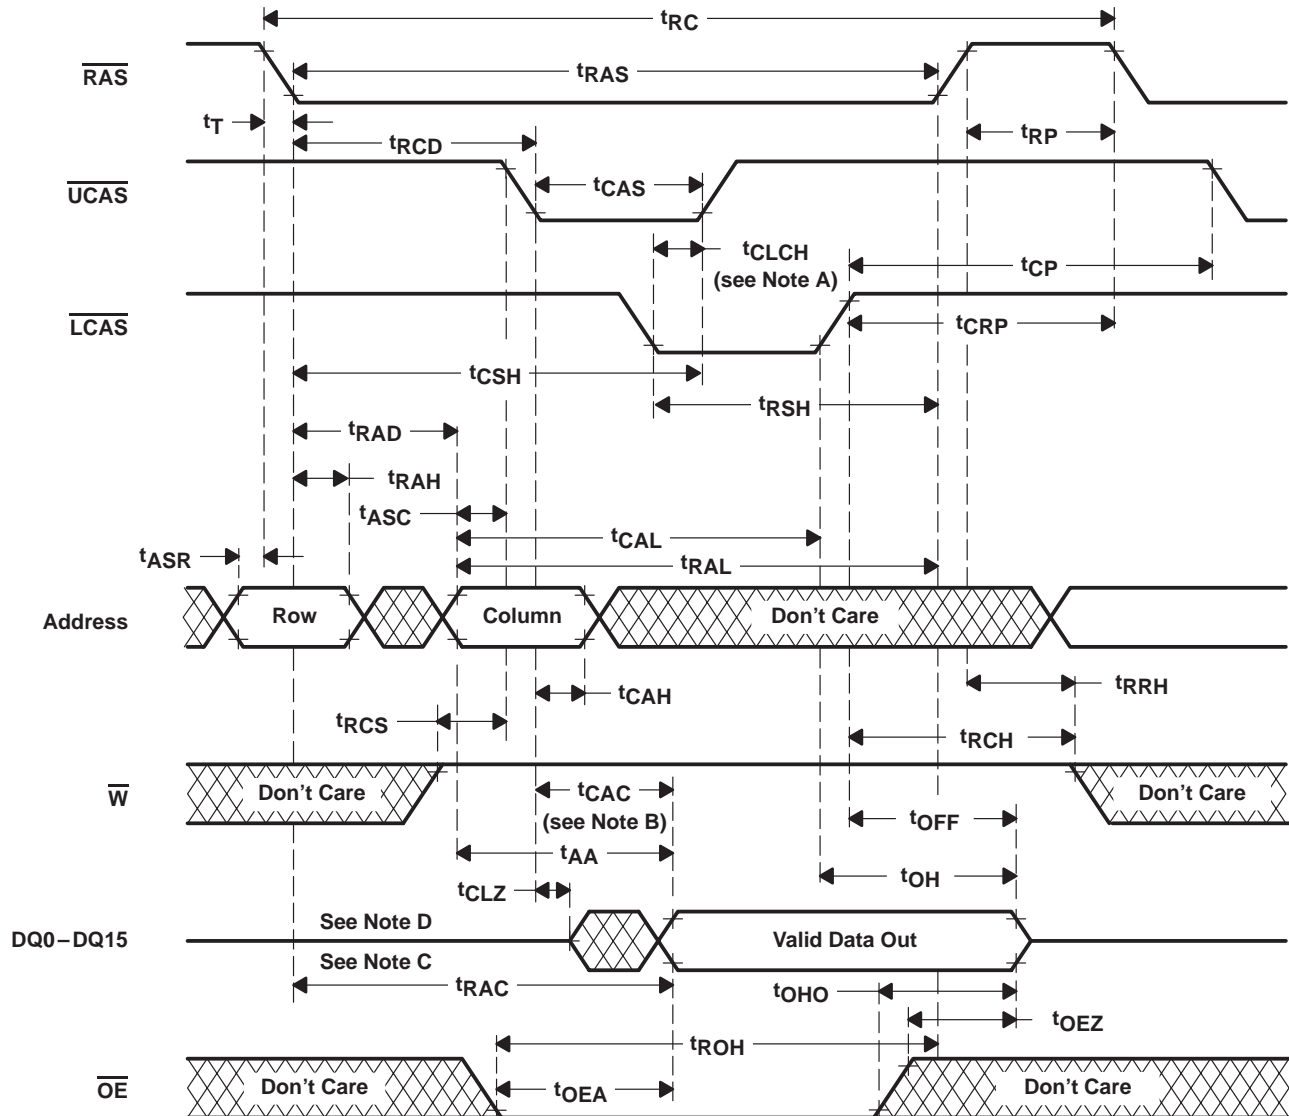 tRC
RAS
tRAS
tT
tRCD
tRP
UCAS
tCAS
tCLCH
(see Note A)
tCP
LCAS
tCRP
tCSH
tRSH
tRAD
tRAH
tASC
tCAL
tASR
tRAL
Address
Row
Column
Don't Care
tCAH
tRRH
tRCS
tRCH
W
Don't Care
tCAC
(see Note B)
Don't Care
tOFF
tAA
tOH
tCLZ
See Note D
DQ0–DQ15
Valid Data Out
See Note C
tRAC
tOHO
tOEZ
tROH
OE
Don't Care
tOEA
Don't Care